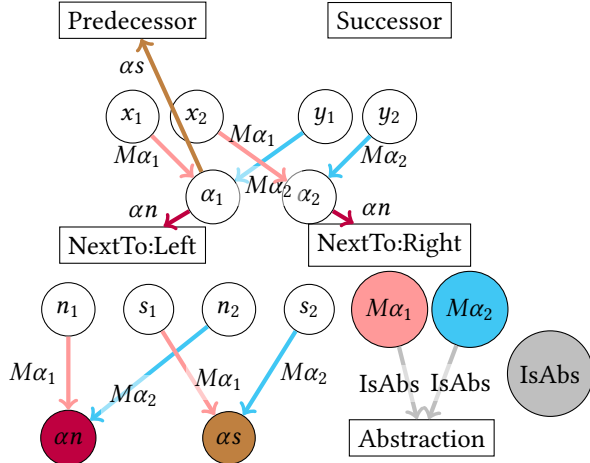 Predecessor Successor
αs
x₁ x₂ y₁ y₂
Mα₁ Mα₁ Mα₂ Mα₂
α₁ α₂
αn αn
NextTo:Left NextTo:Right
n₁ s₁ n₂ s₂ Mα₁ Mα₂
Mα₁ Mα₂ Mα₁ Mα₂ IsAbs IsAbs IsAbs
αn αs Abstraction